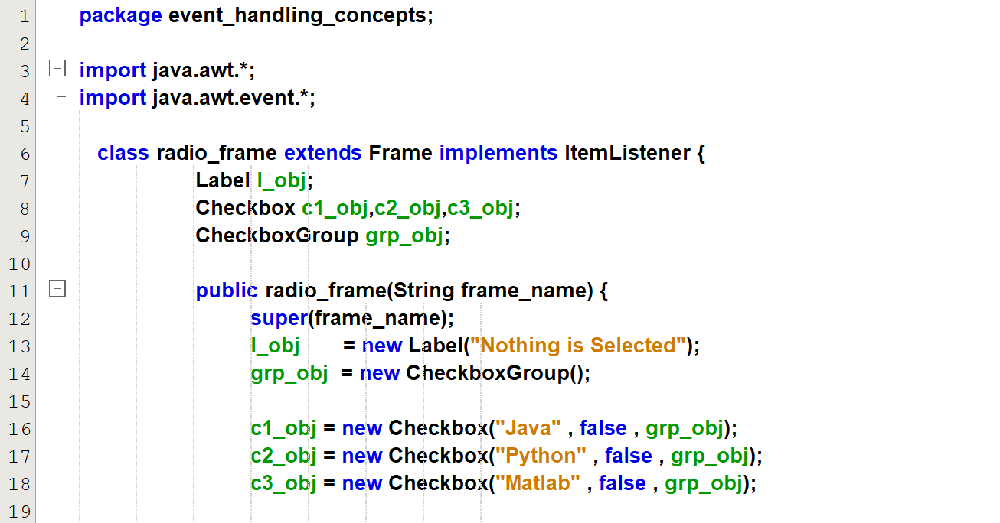 1 package event_handling_concepts;
2
3 import java.awt.*;
4 import java.awt.event.*;
5
6 class radio_frame extends Frame implements ItemListener {
7 Label l_obj;
8 Checkbox c1_obj,c2_obj,c3_obj;
9 CheckboxGroup grp_obj;
10
11 public radio_frame(String frame_name) {
12 super(frame_name);
13 l_obj = new Label("Nothing is Selected");
14 grp_obj = new CheckboxGroup();
15
16 c1_obj = new Checkbox("Java" , false , grp_obj);
17 c2_obj = new Checkbox("Python" , false , grp_obj);
18 c3_obj = new Checkbox("Matlab" , false , grp_obj);
19